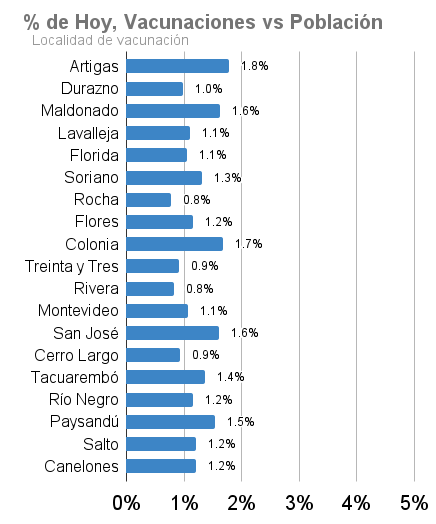 % de Hoy, Vacunaciones vs Población
Localidad de vacunación
Artigas 1.8%
Durazno 1.0%
Maldonado 1.6%
Lavalleja 1.1%
Florida 1.1%
Soriano 1.3%
Rocha 0.8%
Flores 1.2%
Colonia 1.7%
Treinta y Tres 0.9%
Rivera 0.8%
Montevideo 1.1%
San José 1.6%
Cerro Largo 0.9%
Tacuarembó 1.4%
Río Negro 1.2%
Paysandú 1.5%
Salto 1.2%
Canelones 1.2%
0% 1% 2% 3% 4% 5%